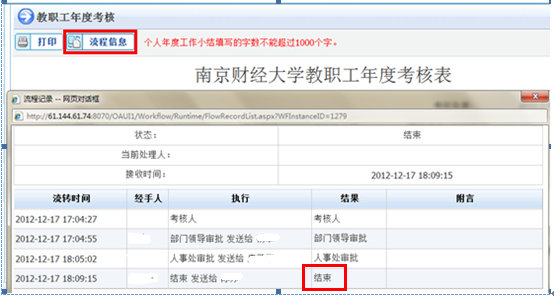 教职工年度考核
打印 流程信息 个人年度工作小结填写的字数不能超过1000个字。
南京财经大学教职工年度考核表
流程记录 -- 网页对话框
http://61.144.61.74:8070/OAUI1/Workflow/Runtime/FlowRecordList.aspx?WFInstanceID=1279
状态： 结束
当前处理人：
接收时间： 2012-12-17 18:09:15
流转时间 经手人 执行 结果 附言
2012-12-17 17:04:27 考核人 考核人
2012-12-17 17:04:55 部门领导审批 发送给 部门领导审批
2012-12-17 18:05:02 人事处审批 发送给 人事处审批
2012-12-17 18:09:15 结束 发送给 结束